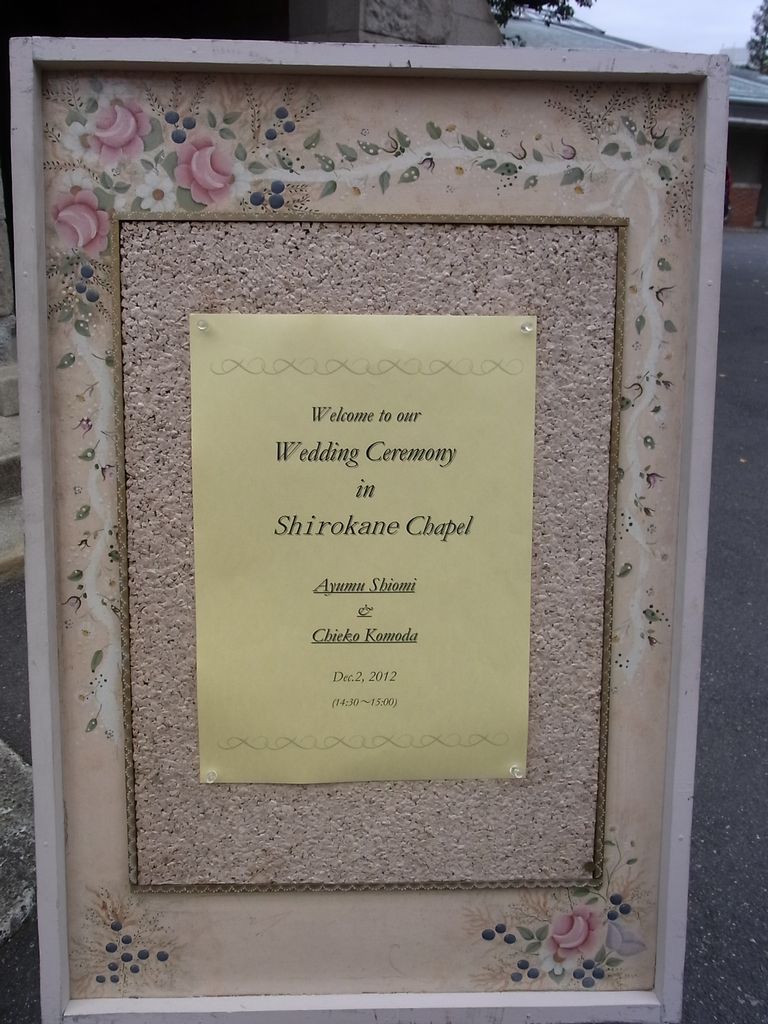 Welcome to our
Wedding Ceremony
in
Shirokane Chapel
Ayumu Shiomi
&
Chieko Komoda
Dec.2, 2012
(14:30～15:00)